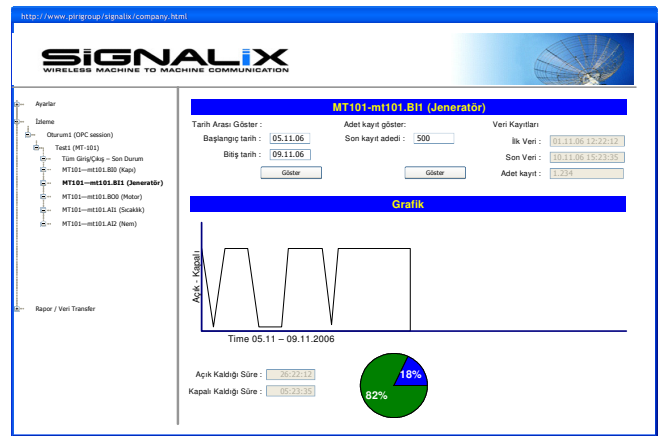 http://www.pirigroup/signalix/company.html
SiGNALiX
WIRELESS MACHINE TO MACHINE COMMUNICATION
Ayarlar
İzleme
Oturum1 (OPC session)
Test1 (MT-101)
Tüm Giriş/Çıkış – Son Durum
MT101—mt101.BI0 (Kapı)
MT101—mt101.BI1 (Jeneratör)
MT101—mt101.BO0 (Motor)
MT101—mt101.AI1 (Sıcaklık)
MT101—mt101.AI2 (Nem)
Rapor / Veri Transfer
MT101-mt101.BI1 (Jeneratör)
Tarih Arası Göster :
Başlangıç tarih : 05.11.06
Bitiş tarih : 09.11.06
Göster
Adet kayıt göster:
Son kayıt adedi : 500
Göster
Veri Kayıtları
İlk Veri : 01.11.06 12:22:12
Son Veri : 10.11.06 15:23:35
Adet kayıt : 1.234
Grafik
Açık - Kapalı
Time 05.11 – 09.11.2006
Açık Kaldığı Süre : 26:22:12
Kapalı Kaldığı Süre : 05:23:35
18%
82%